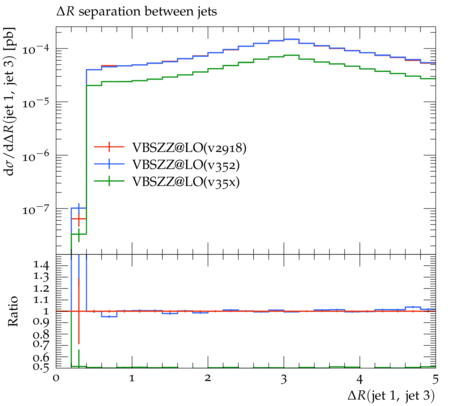 ΔR separation between jets
dσ/dΔR(jet 1, jet 3) [pb]
10⁻⁴
10⁻⁵
10⁻⁶
10⁻⁷
VBSZZ@LO(v2918)
VBSZZ@LO(v352)
VBSZZ@LO(v35x)
Ratio
1.4
1.3
1.2
1.1
1
0.9
0.8
0.7
0.6
0.5
0 1 2 3 4 5
ΔR(jet 1, jet 3)